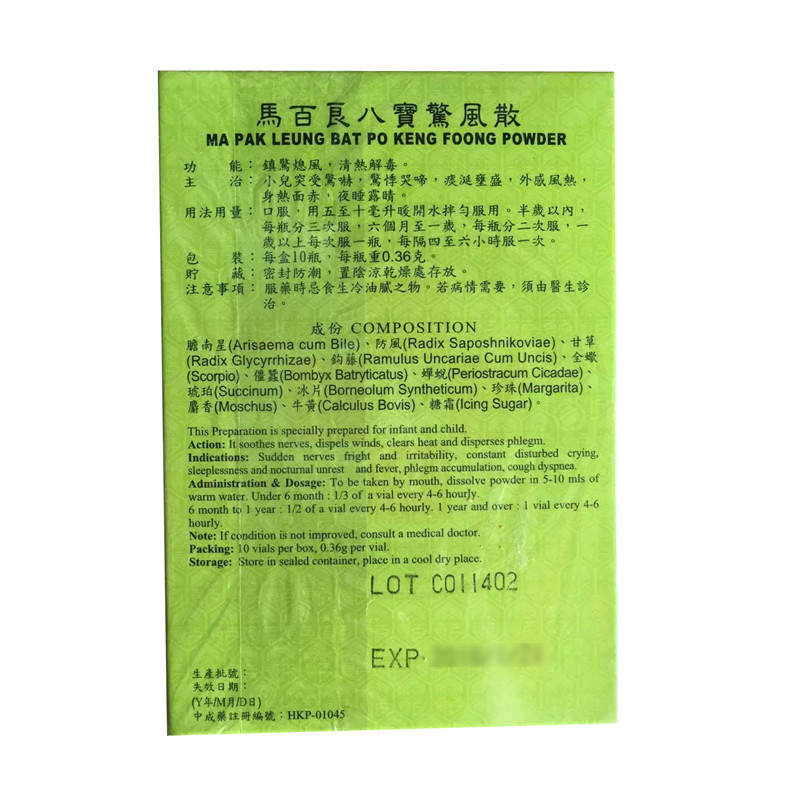 馬百良八寶驚風散
MA PAK LEUNG BAT PO KENG FOONG POWDER
功 能：鎮驚熄風，清熱解毒。
主 治：小兒突受驚嚇，驚悸哭啼，痰涎壅盛，外感風熱，
身熱面赤，夜睡露睛。
用法用量：口服，用五至十毫升暖開水拌勻服用。半歲以內，
每瓶分三次服，六個月至一歲，每瓶分二次服，一
歲以上每次服一瓶，每隔四至六小時服一次。
包 裝：每盒10瓶，每瓶重0.36克。
貯 藏：密封防潮，置陰涼乾燥處存放。
注意事項：服藥時忌食生冷油膩之物。若病情需要，須由醫生診
治。
成份 COMPOSITION
膽南星(Arisaema cum Bile)、防風(Radix Saposhnikoviae)、甘草
(Radix Glycyrrhizae)、鈎藤(Ramulus Uncariae Cum Uncis)、全蠍
(Scorpio)、僵蠶(Bombyx Batryticatus)、蟬蛻(Periostracum Cicadae)、
琥珀(Succinum)、冰片(Borneolum Syntheticum)、珍珠(Margarita)、
麝香(Moschus)、牛黃(Calculus Bovis)、糖霜(Icing Sugar)。
This Preparation is specially prepared for infant and child.
Action: It soothes nerves, dispels winds, clears heat and disperses phlegm.
Indications: Sudden nerves fright and irritability, constant disturbed crying,
sleeplessness and nocturnal unrest and fever, phlegm accumulation, cough dyspnea.
Administration & Dosage: To be taken by mouth, dissolve powder in 5-10 mls of
warm water. Under 6 month : 1/3 of a vial every 4-6 hourly.
6 month to 1 year : 1/2 of a vial every 4-6 hourly. 1 year and over : 1 vial every 4-6
hourly.
Note: If condition is not improved, consult a medical doctor.
Packing: 10 vials per box, 0.36g per vial.
Storage: Store in sealed container, place in a cool dry place.
LOT C011402
EXP
生產批號：
失效日期：
(Y年/M月/D日)
中成藥註冊編號：HKP-01045